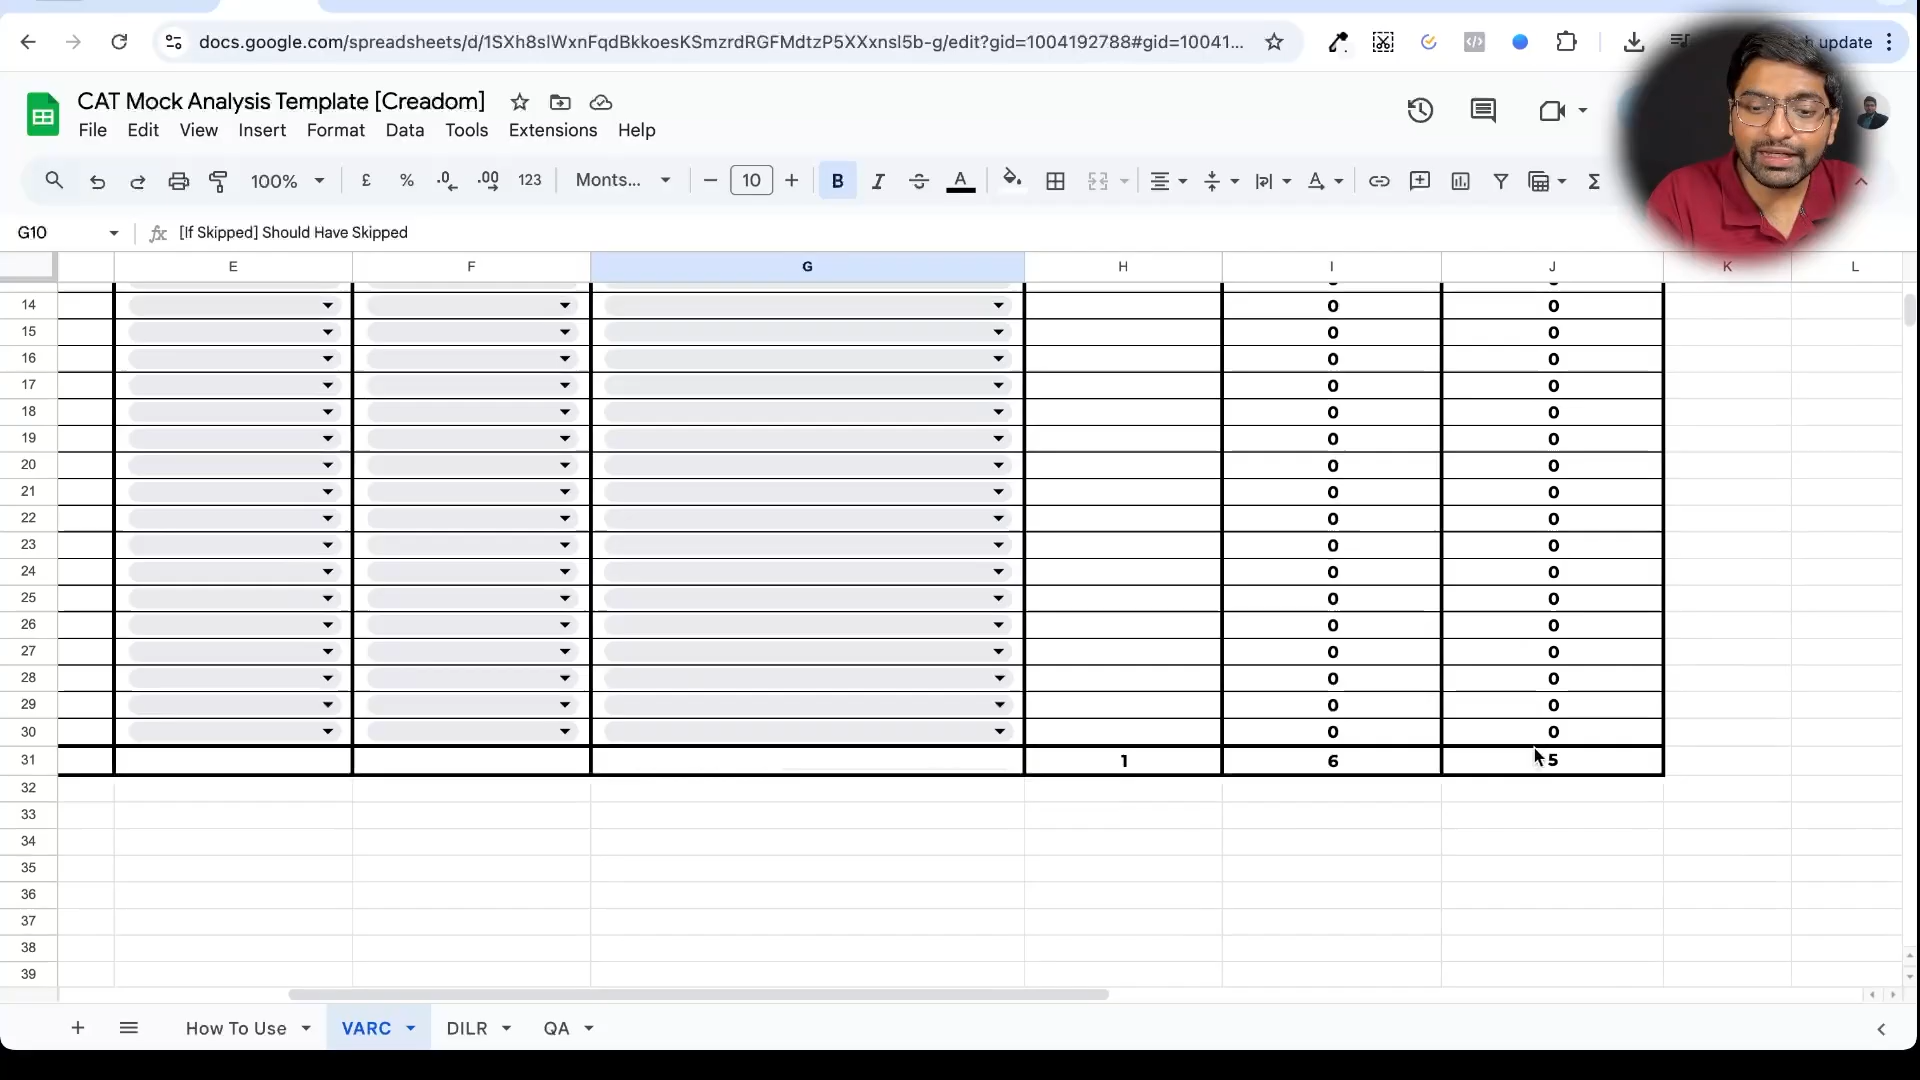 docs.google.com/spreadsheets/d/1SXh8slWxnFqdBkkoesKSmzrdRGFMdtzP5XXxnsl5b-g/edit?gid=1004192788#gid=10041...
update
CAT Mock Analysis Template [Creadom]
File Edit View Insert Format Data Tools Extensions Help
100% £ % .0 .00 123 Monts... 10 B I A Σ
G10 fx [If Skipped] Should Have Skipped
E F G H I J K L
14 0 0
15 0 0
16 0 0
17 0 0
18 0 0
19 0 0
20 0 0
21 0 0
22 0 0
23 0 0
24 0 0
25 0 0
26 0 0
27 0 0
28 0 0
29 0 0
30 0 0
31 1 6 5
32
33
34
35
36
37
38
39
How To Use VARC DILR QA